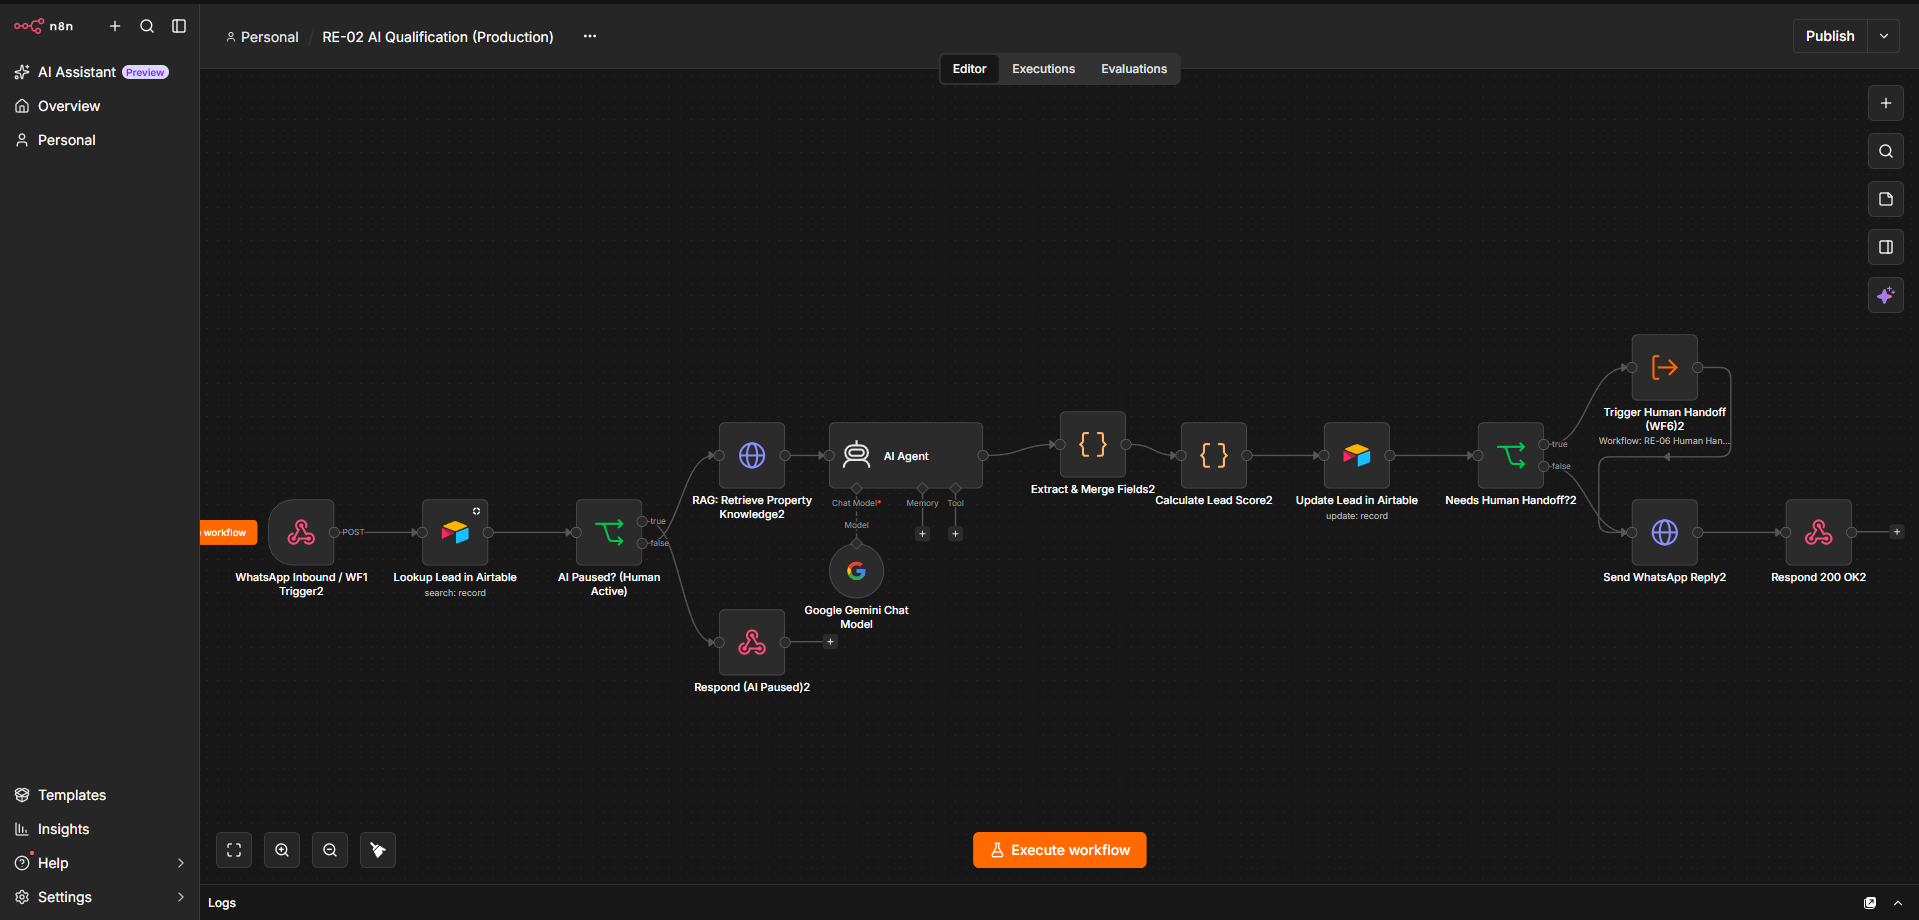 n8n
Personal / RE-02 AI Qualification (Production)
Publish
Editor
Executions
Evaluations
AI Assistant Preview
Overview
Personal
Trigger Human Handoff
(WF6)2
Workflow: RE-06 Human Han...
true
false
AI Agent
Chat Model*
Memory
Tool
Model
RAG: Retrieve Property
Knowledge2
Extract & Merge Fields2
Calculate Lead Score2
Update Lead in Airtable
update: record
Needs Human Handoff?2
workflow
POST
true
false
WhatsApp Inbound / WF1
Trigger2
Lookup Lead in Airtable
search: record
AI Paused? (Human
Active)
Google Gemini Chat
Model
Send WhatsApp Reply2
Respond 200 OK2
Respond (AI Paused)2
Templates
Insights
Help
Settings
Execute workflow
Logs